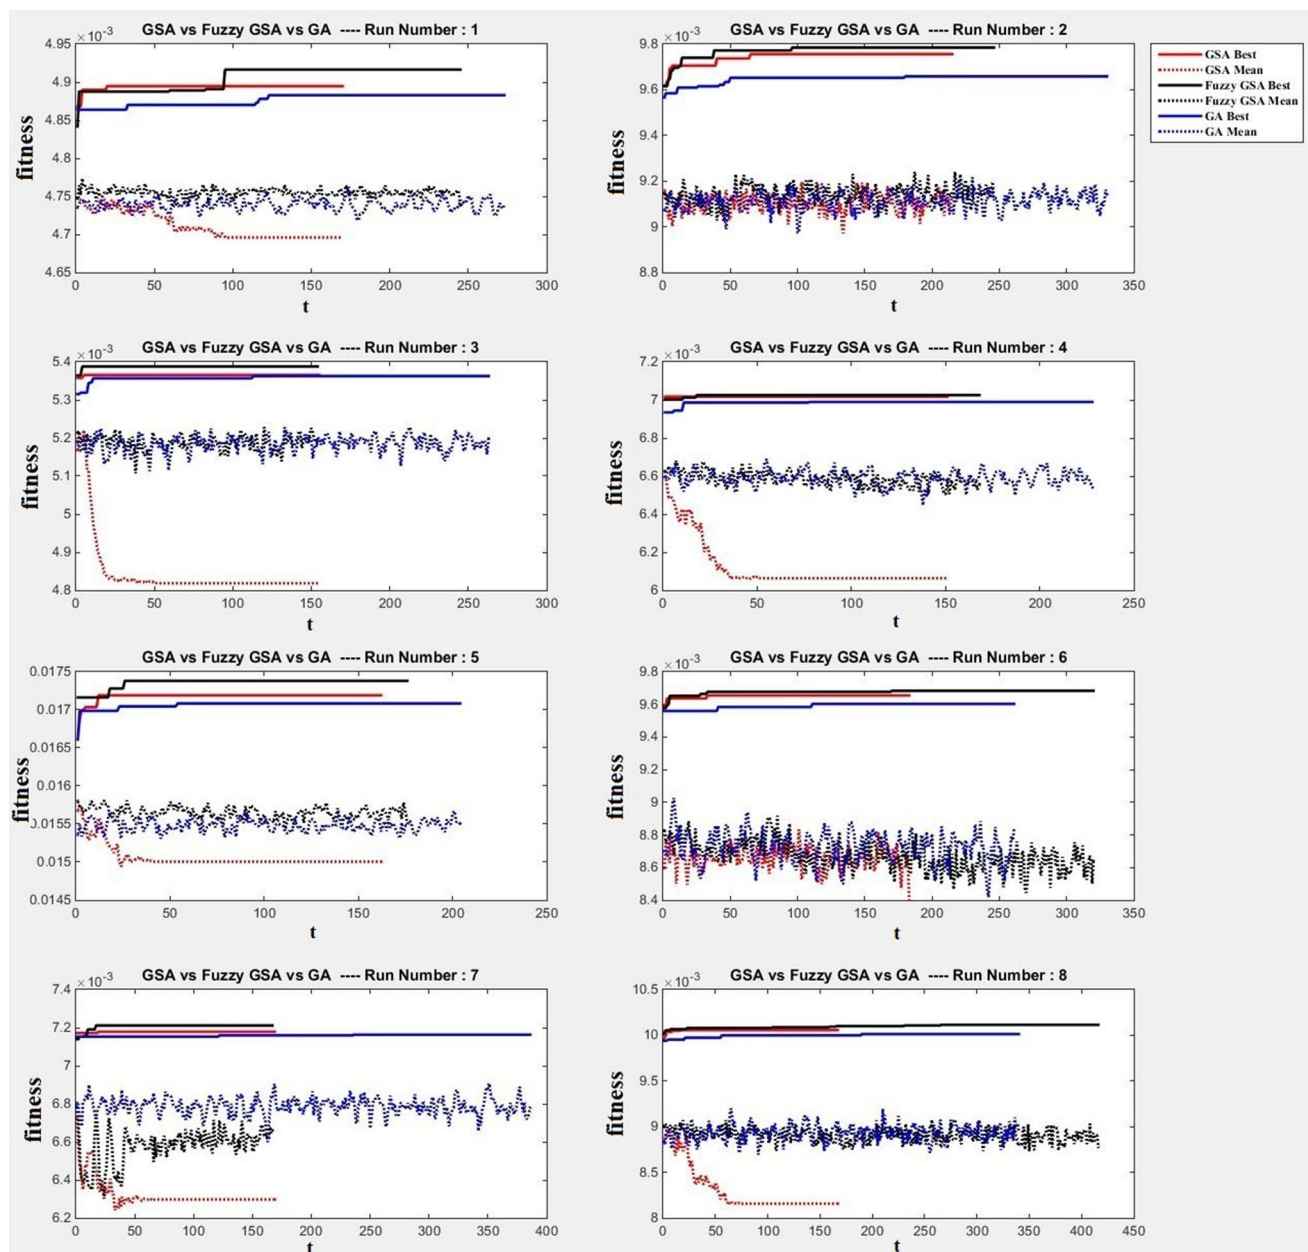 GSA vs Fuzzy GSA vs GA ---- Run Number : 1
×10⁻³
4.95
4.9
4.85
4.8
4.75
4.7
4.65
fitness
0 50 100 150 200 250 300
t
GSA vs Fuzzy GSA vs GA ---- Run Number : 2
×10⁻³
9.8
9.6
9.4
9.2
9
8.8
fitness
0 50 100 150 200 250 300 350
t
GSA Best
GSA Mean
Fuzzy GSA Best
Fuzzy GSA Mean
GA Best
GA Mean
GSA vs Fuzzy GSA vs GA ---- Run Number : 3
×10⁻³
5.4
5.3
5.2
5.1
5
4.9
4.8
fitness
0 50 100 150 200 250 300
t
GSA vs Fuzzy GSA vs GA ---- Run Number : 4
×10⁻³
7.2
7
6.8
6.6
6.4
6.2
6
fitness
0 50 100 150 200 250
t
GSA vs Fuzzy GSA vs GA ---- Run Number : 5
0.0175
0.017
0.0165
0.016
0.0155
0.015
0.0145
fitness
0 50 100 150 200 250
t
GSA vs Fuzzy GSA vs GA ---- Run Number : 6
×10⁻³
9.8
9.6
9.4
9.2
9
8.8
8.6
8.4
fitness
0 50 100 150 200 250 300 350
t
GSA vs Fuzzy GSA vs GA ---- Run Number : 7
×10⁻³
7.4
7.2
7
6.8
6.6
6.4
6.2
fitness
0 50 100 150 200 250 300 350 400
t
GSA vs Fuzzy GSA vs GA ---- Run Number : 8
×10⁻³
10.5
10
9.5
9
8.5
8
fitness
0 50 100 150 200 250 300 350 400 450
t